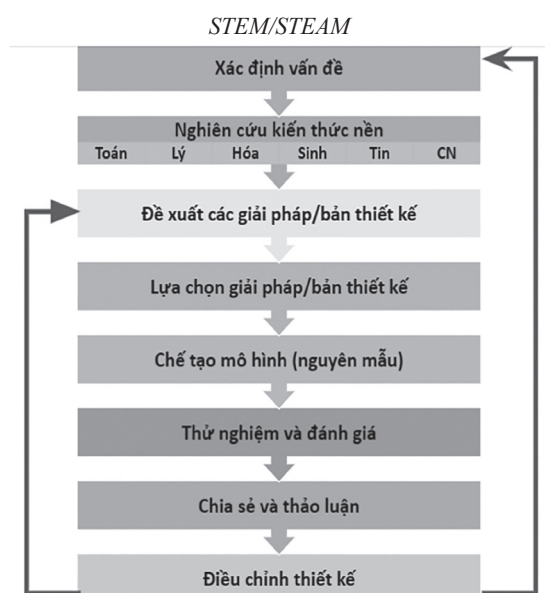 STEM/STEAM
Xác định vấn đề
Nghiên cứu kiến thức nền
Toán Lý Hóa Sinh Tin CN
Đề xuất các giải pháp/bản thiết kế
Lựa chọn giải pháp/bản thiết kế
Chế tạo mô hình (nguyên mẫu)
Thử nghiệm và đánh giá
Chia sẻ và thảo luận
Điều chỉnh thiết kế